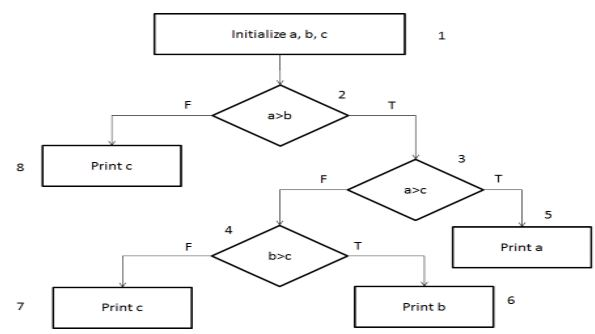 Initialize a, b, c
1
2
F
a>b
T
3
8
Print c
F
a>c
T
4
5
F
b>c
T
Print a
7
Print c
Print b
6